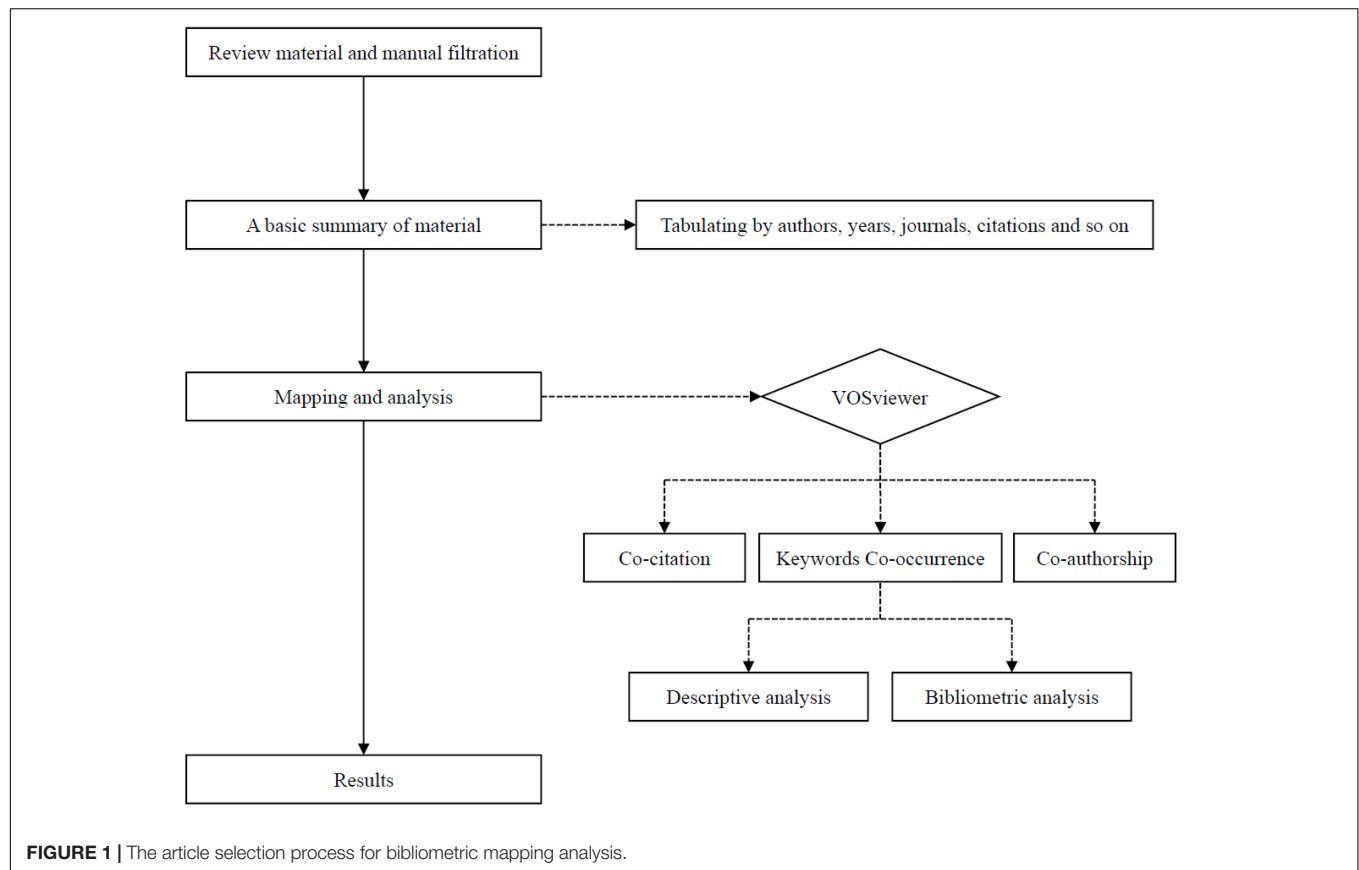 Review material and manual filtration
A basic summary of material
Tabulating by authors, years, journals, citations and so on
Mapping and analysis
VOSviewer
Co-citation
Keywords Co-occurrence
Co-authorship
Descriptive analysis
Bibliometric analysis
Results
FIGURE 1 | The article selection process for bibliometric mapping analysis.